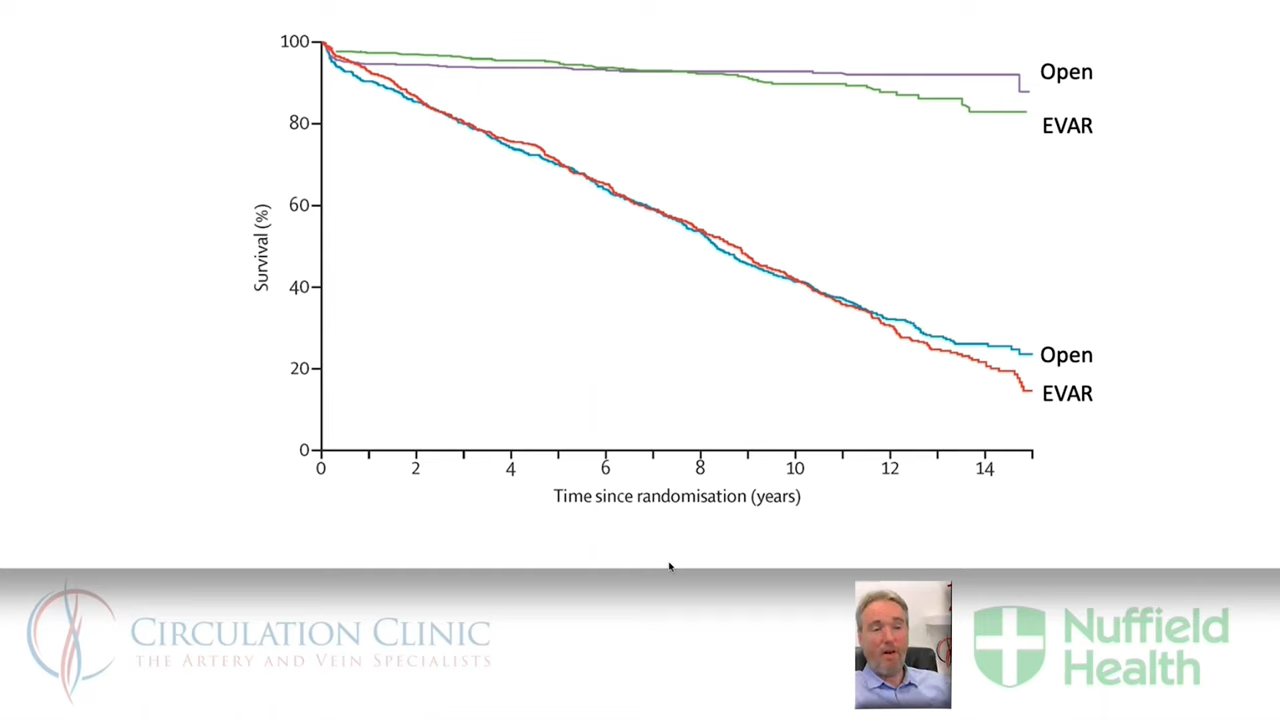 100
80
60
40
20
0
Survival (%)
0 2 4 6 8 10 12 14
Time since randomisation (years)
Open
EVAR
Open
EVAR
CIRCULATION CLINIC
THE ARTERY AND VEIN SPECIALISTS
Nuffield
Health